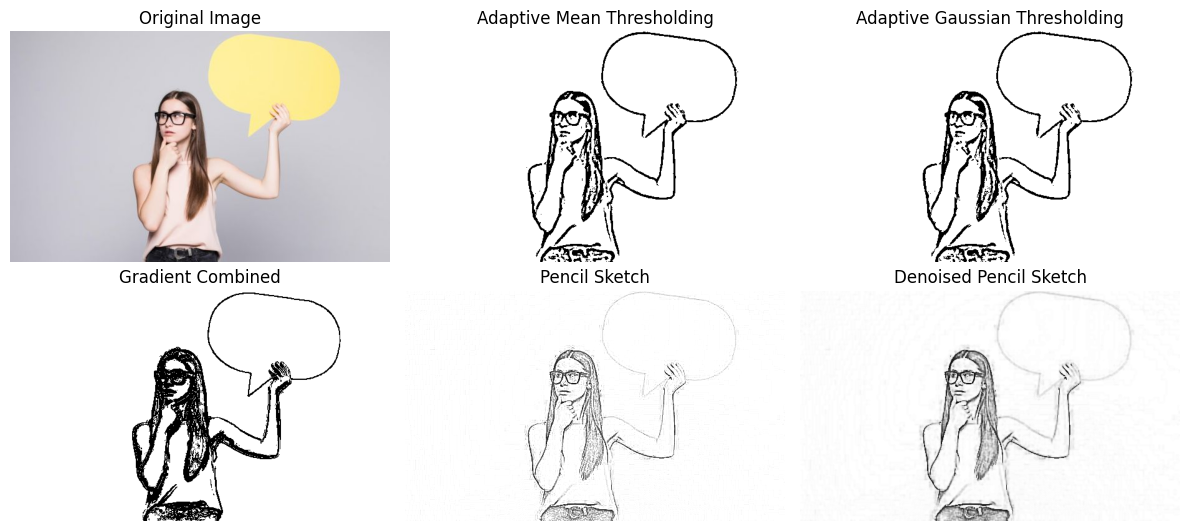 Original Image
Adaptive Mean Thresholding
Adaptive Gaussian Thresholding
Gradient Combined
Pencil Sketch
Denoised Pencil Sketch